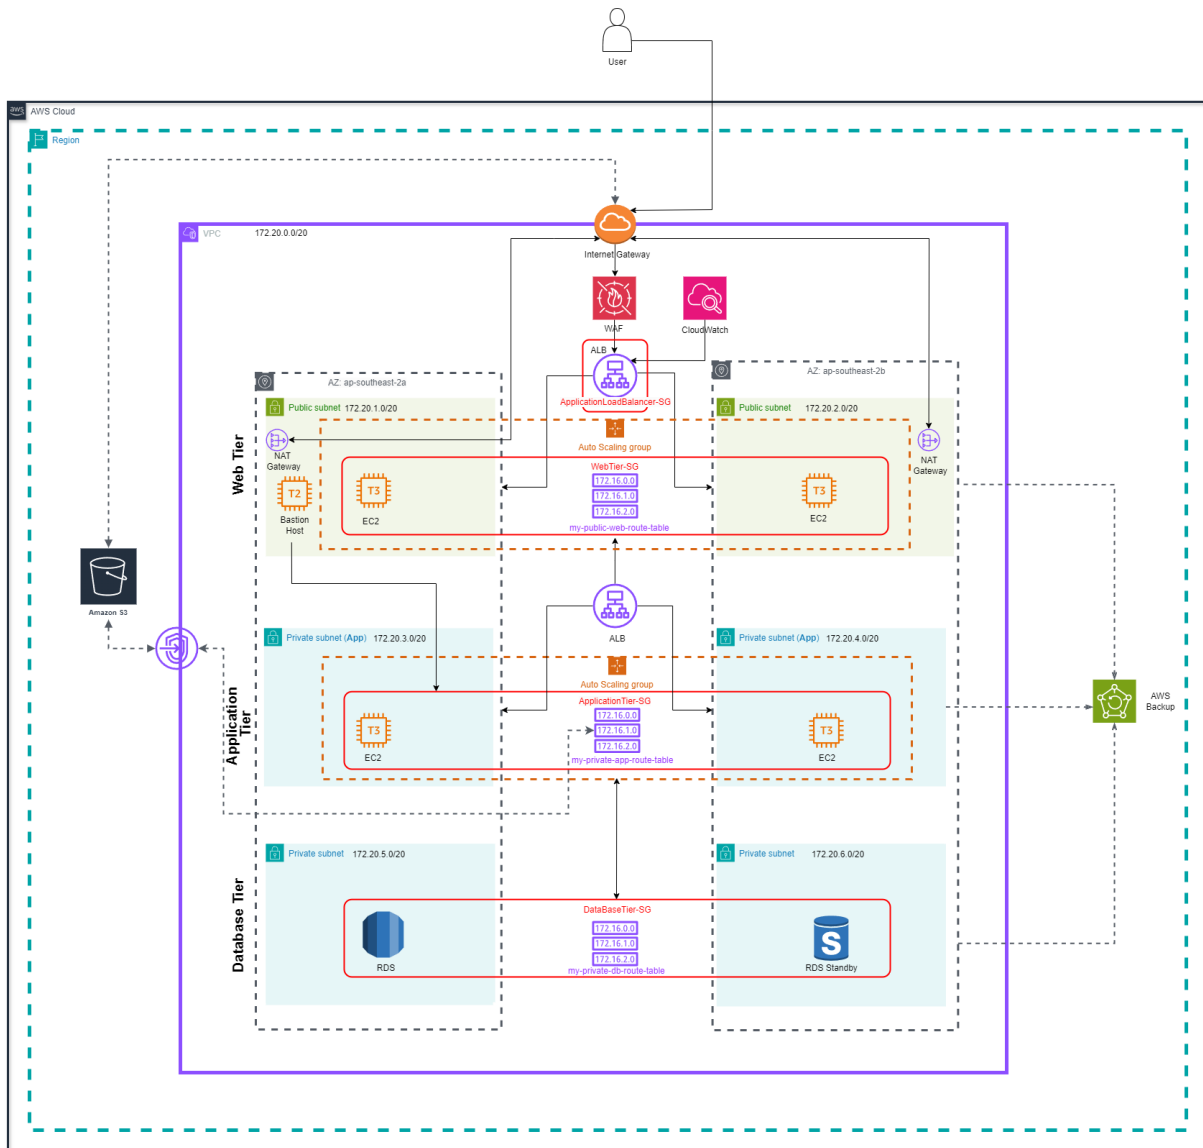 User
aws
AWS Cloud
Region
VPC
172.20.0.0/20
Internet Gateway
WAF
CloudWatch
ALB
ApplicationLoadBalancer-SG
AZ: ap-southeast-2a
AZ: ap-southeast-2b
Public subnet 172.20.1.0/20
Public subnet 172.20.2.0/20
Auto Scaling group
Web Tier
NAT
Gateway
NAT
Gateway
WebTier-SG
172.16.0.0
172.16.1.0
172.16.2.0
my-public-web-route-table
T2
Bastion
Host
T3
EC2
T3
EC2
Amazon S3
ALB
Private subnet (App) 172.20.3.0/20
Private subnet (App) 172.20.4.0/20
Auto Scaling group
Application
Tier
ApplicationTier-SG
172.16.0.0
172.16.1.0
172.16.2.0
my-private-app-route-table
T3
EC2
T3
EC2
AWS
Backup
Private subnet 172.20.5.0/20
Private subnet 172.20.6.0/20
Database Tier
DataBaseTier-SG
172.16.0.0
172.16.1.0
172.16.2.0
my-private-db-route-table
RDS
S
RDS Standby